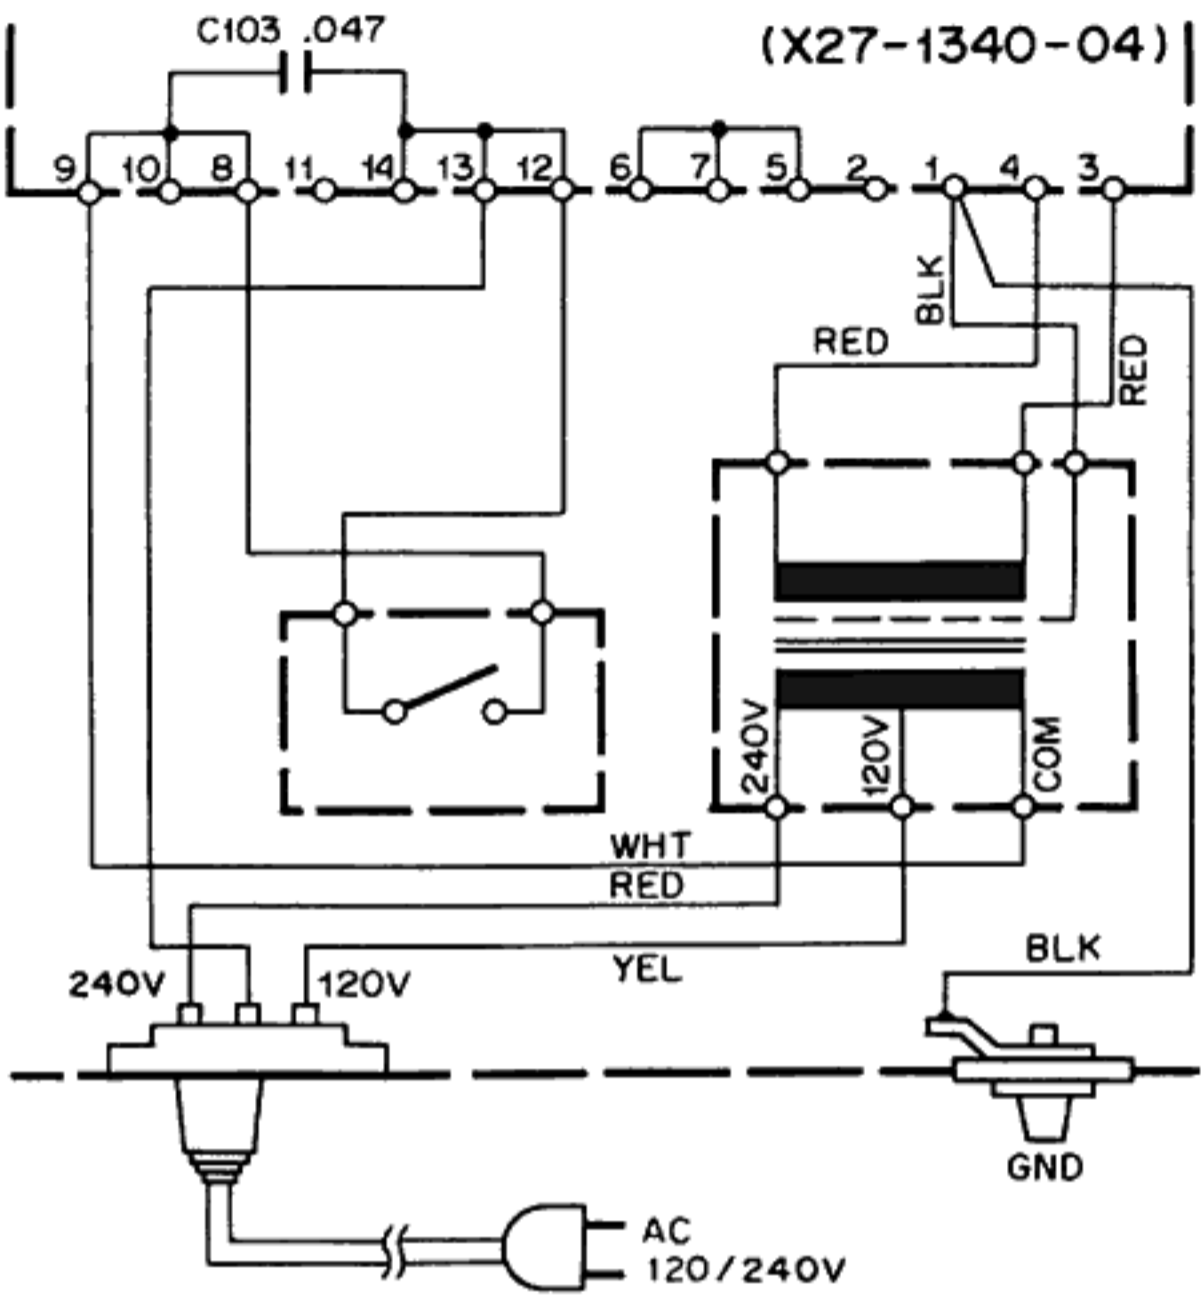 C103 .047
(X27-1340-04)
9 10 8 11 14 13 12 6 7 5 2 1 4 3
BLK
RED
RED
240V
120V
COM
WHT
RED
YEL
BLK
240V
120V
GND
AC
120/240V